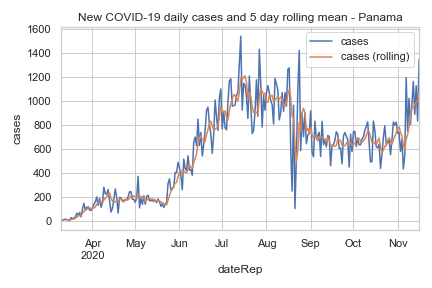 New COVID-19 daily cases and 5 day rolling mean - Panama
1600
1400
1200
1000
800
600
400
200
0
cases
cases
cases (rolling)
Apr
2020
May
Jun
Jul
Aug
Sep
Oct
Nov
dateRep